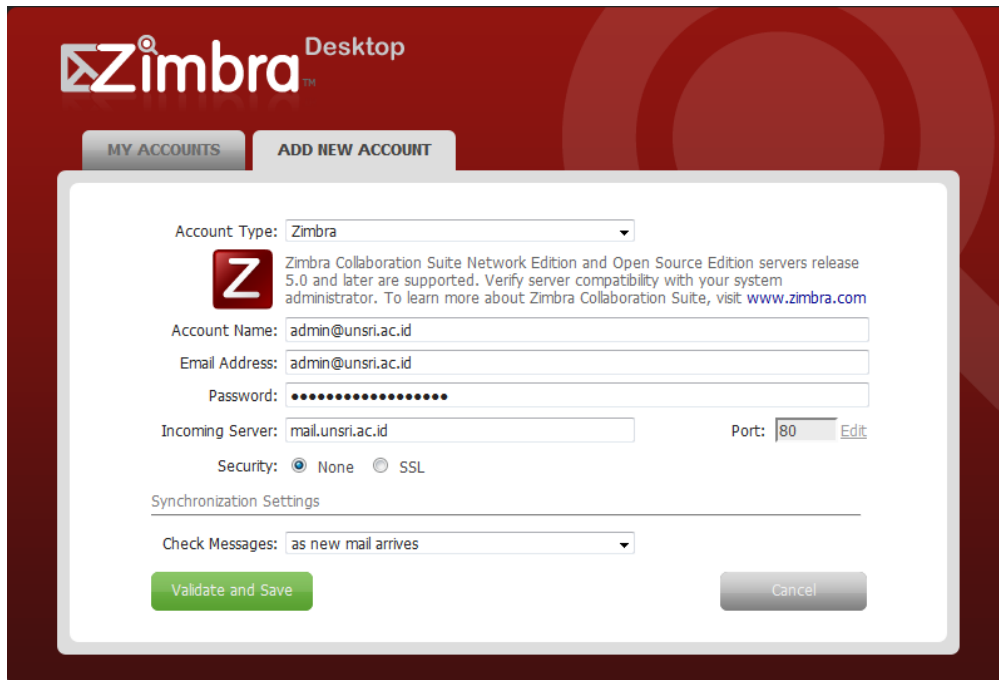 Zimbra Desktop
TM
MY ACCOUNTS ADD NEW ACCOUNT
Account Type: Zimbra
Z
Zimbra Collaboration Suite Network Edition and Open Source Edition servers release
5.0 and later are supported. Verify server compatibility with your system
administrator. To learn more about Zimbra Collaboration Suite, visit www.zimbra.com
Account Name: admin@unsri.ac.id
Email Address: admin@unsri.ac.id
Password: ••••••••••••••••••
Incoming Server: mail.unsri.ac.id Port: 80 Edit
Security: None SSL
Synchronization Settings
Check Messages: as new mail arrives
Validate and Save Cancel